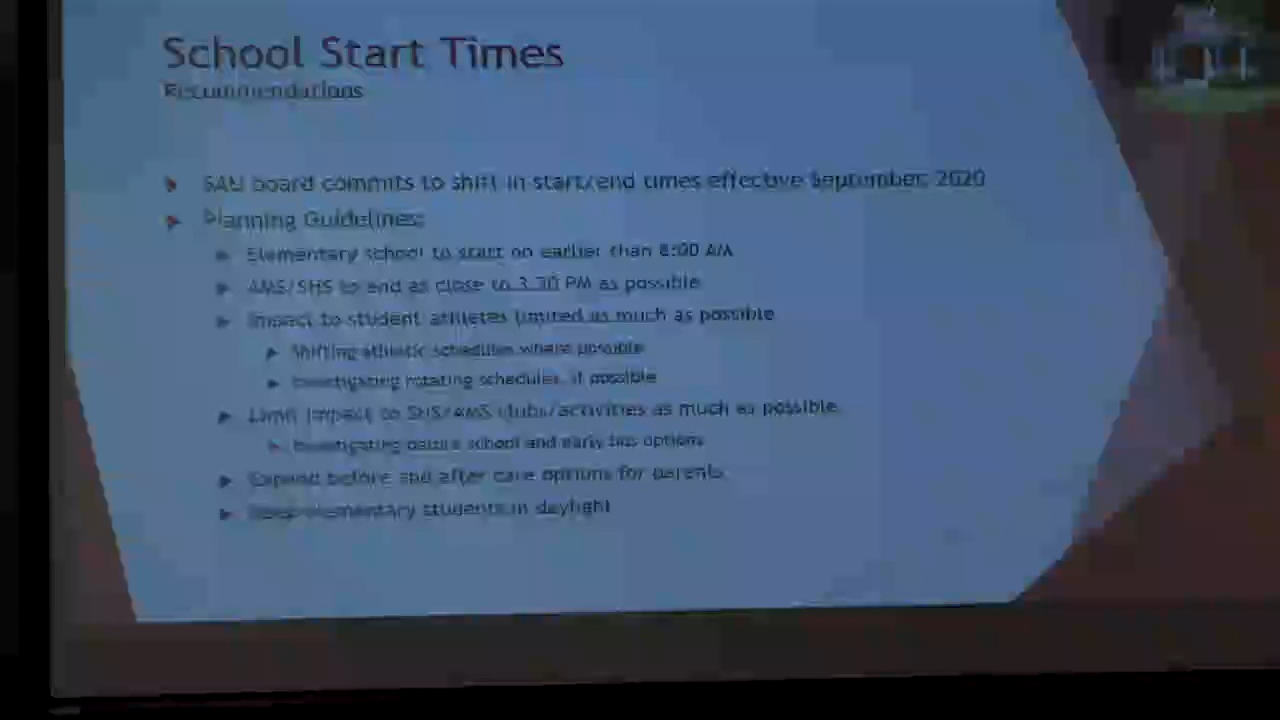 School Start Times
Recommendations
SAU board commits to shift in start/end times effective September, 2020
Planning Guidelines:
Elementary school to start no earlier than 8:00 AM
AMS/SHS to end as close to 3:30 PM as possible
Impact to student athletes limited as much as possible
Shifting athletic schedules where possible
Investigating rotating schedules, if possible
Limit impact to SHS/AMS clubs/activities as much as possible
Investigating before school and early bus options
Expand before and after care options for parents
Keep elementary students in daylight